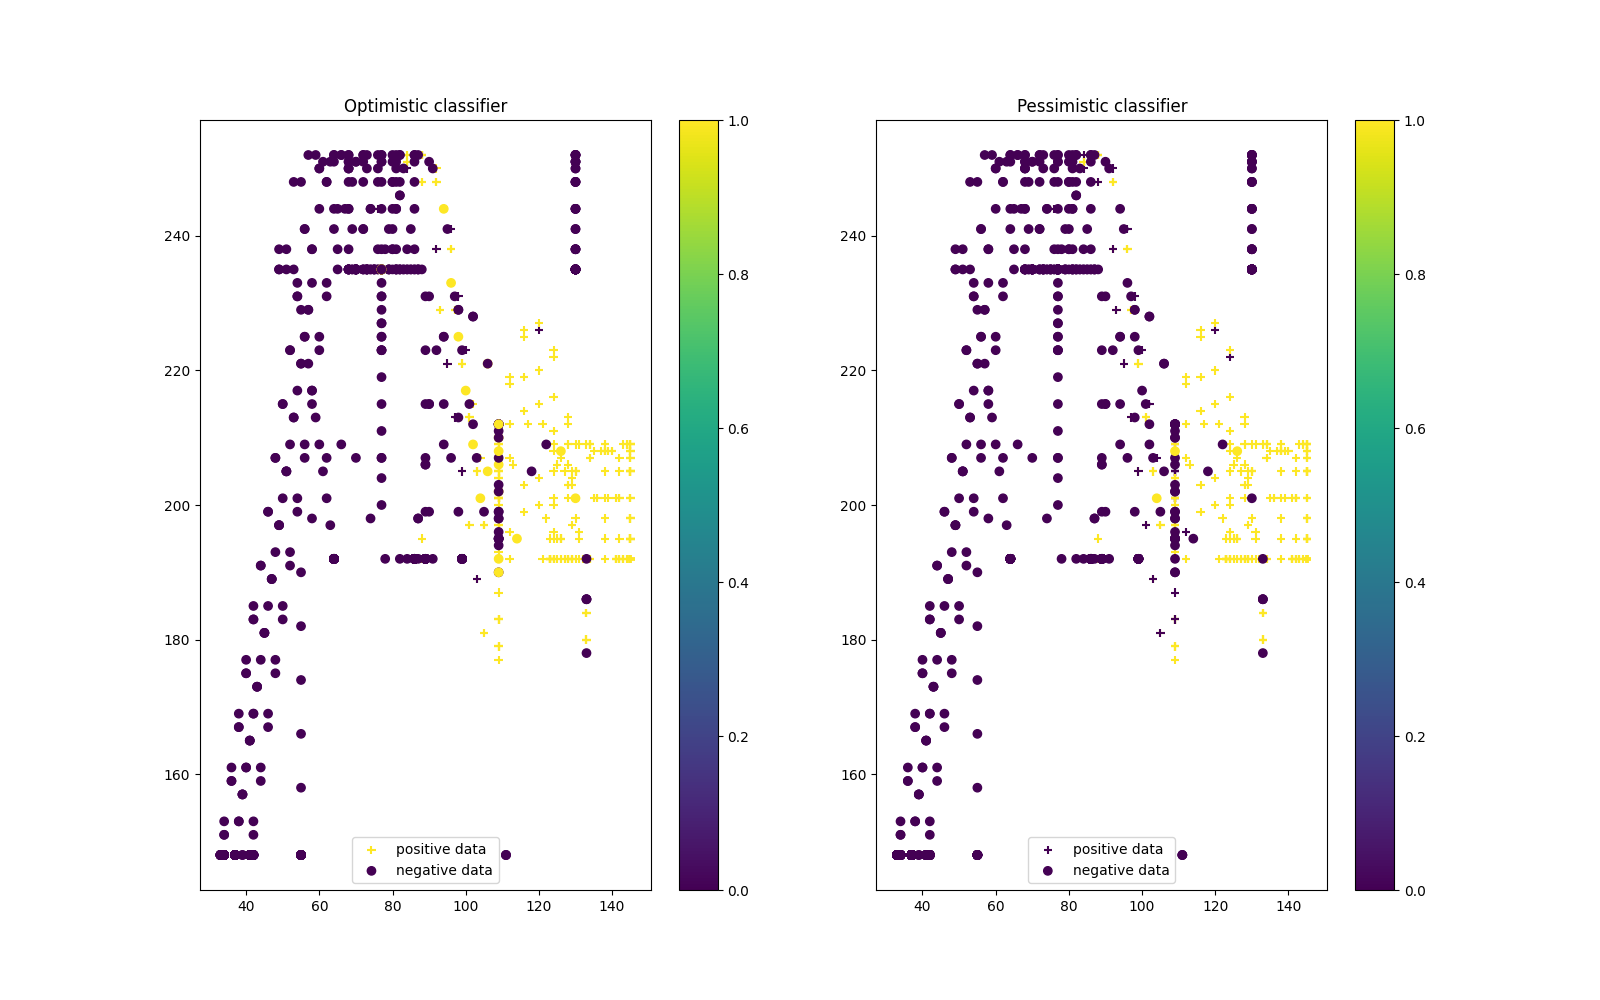 Optimistic classifier
240
220
200
180
160
40 60 80 100 120 140
positive data
negative data
1.0
0.8
0.6
0.4
0.2
0.0
Pessimistic classifier
240
220
200
180
160
40 60 80 100 120 140
positive data
negative data
1.0
0.8
0.6
0.4
0.2
0.0